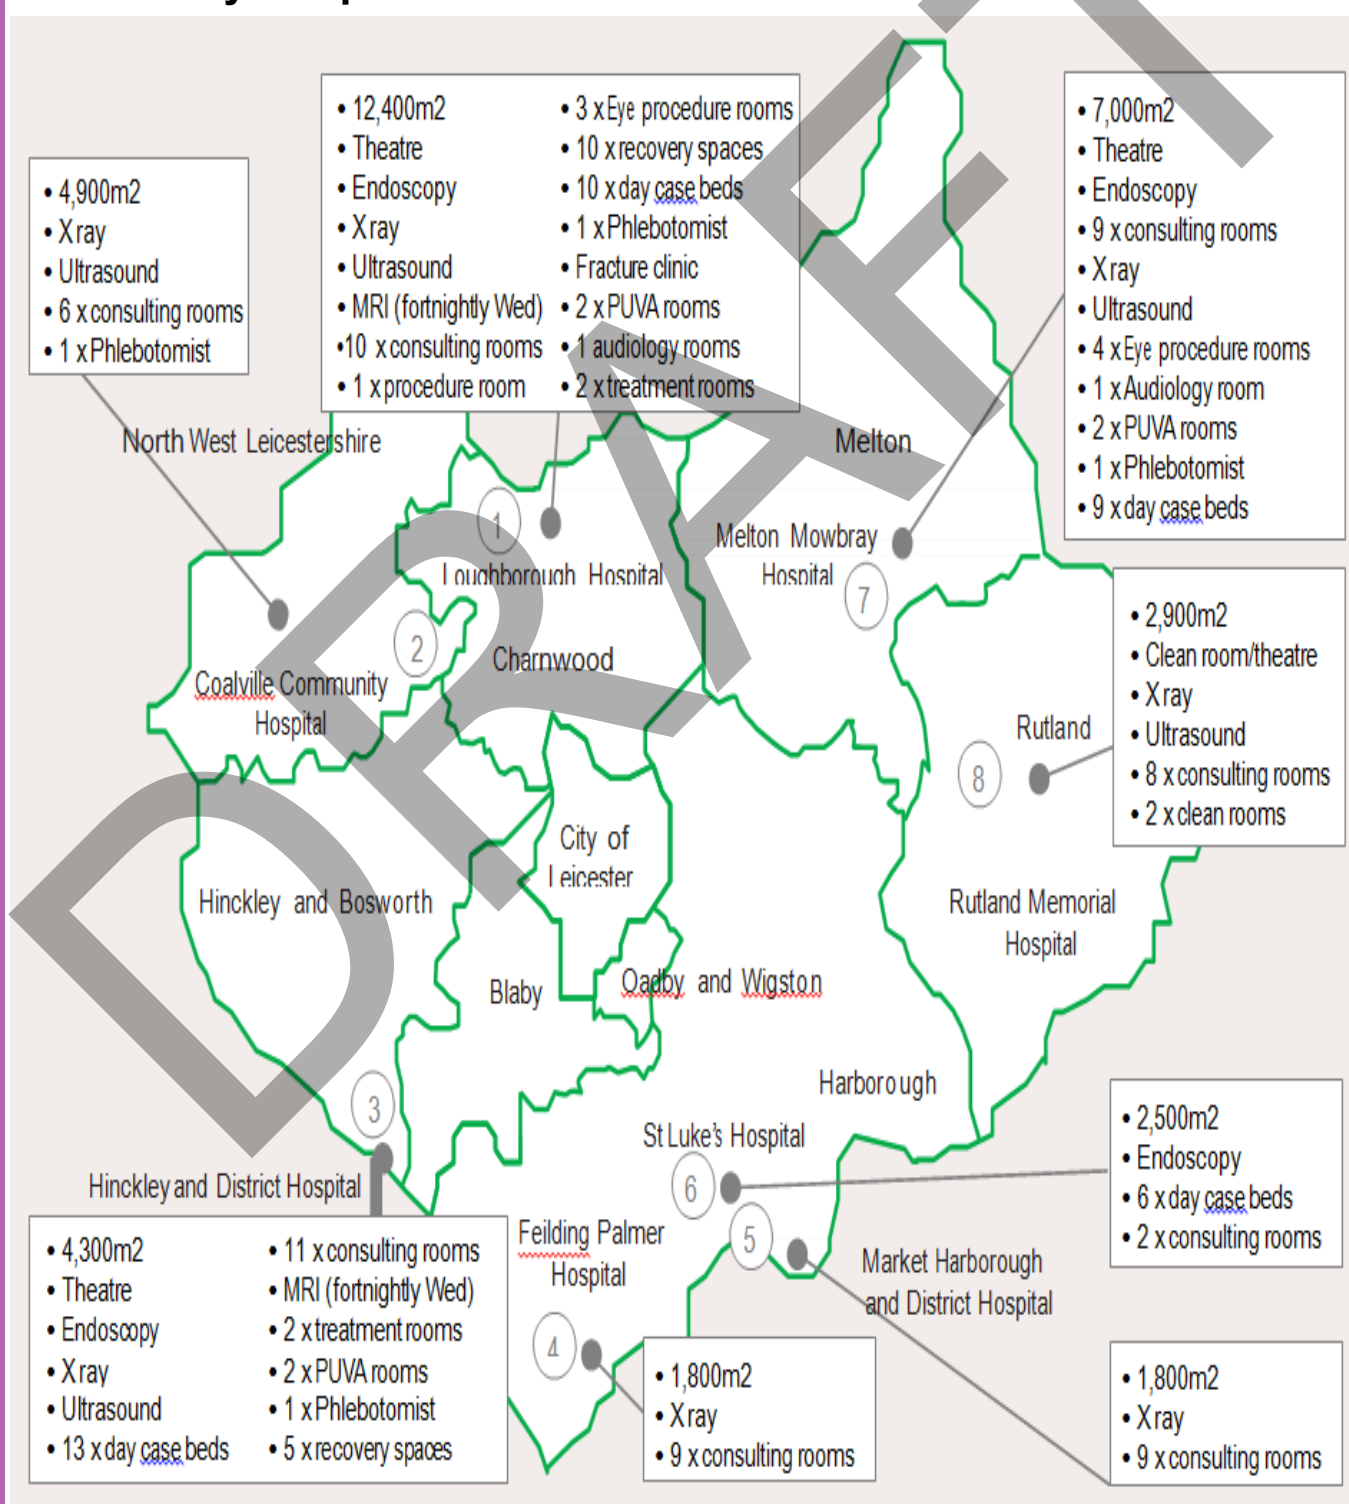 • 4,900m2
• X ray
• Ultrasound
• 6 x consulting rooms
• 1 x Phlebotomist
• 12,400m2
• Theatre
• Endoscopy
• X ray
• Ultrasound
• MRI (fortnightly Wed)
•10 x consulting rooms
• 1 x procedure room
• 3 x Eye procedure rooms
• 10 x recovery spaces
• 10 x day case beds
• 1 x Phlebotomist
• Fracture clinic
• 2 x PUVA rooms
• 1 audiology rooms
• 2 x treatment rooms
• 7,000m2
• Theatre
• Endoscopy
• 9 x consulting rooms
• X ray
• Ultrasound
• 4 x Eye procedure rooms
• 1 x Audiology room
• 2 x PUVA rooms
• 1 x Phlebotomist
• 9 x day case beds
North West Leicestershire
Melton
1
Loughborough Hospital
Melton Mowbray
Hospital
7
2
Charnwood
Coalville Community
Hospital
• 2,900m2
• Clean room/theatre
• X ray
• Ultrasound
• 8 x consulting rooms
• 2 x clean rooms
Rutland
8
City of
Leicester
Hinckley and Bosworth
Rutland Memorial
Hospital
Blaby
Oadby and Wigston
Harborough
3
Hinckley and District Hospital
St Luke's Hospital
6
5
• 2,500m2
• Endoscopy
• 6 x day case beds
• 2 x consulting rooms
Feilding Palmer
Hospital
4
Market Harborough
and District Hospital
• 4,300m2
• Theatre
• Endoscopy
• X ray
• Ultrasound
• 13 x day case beds
• 11 x consulting rooms
• MRI (fortnightly Wed)
• 2 x treatment rooms
• 2 x PUVA rooms
• 1 x Phlebotomist
• 5 x recovery spaces
• 1,800m2
• X ray
• 9 x consulting rooms
• 1,800m2
• X ray
• 9 x consulting rooms
DRAFT